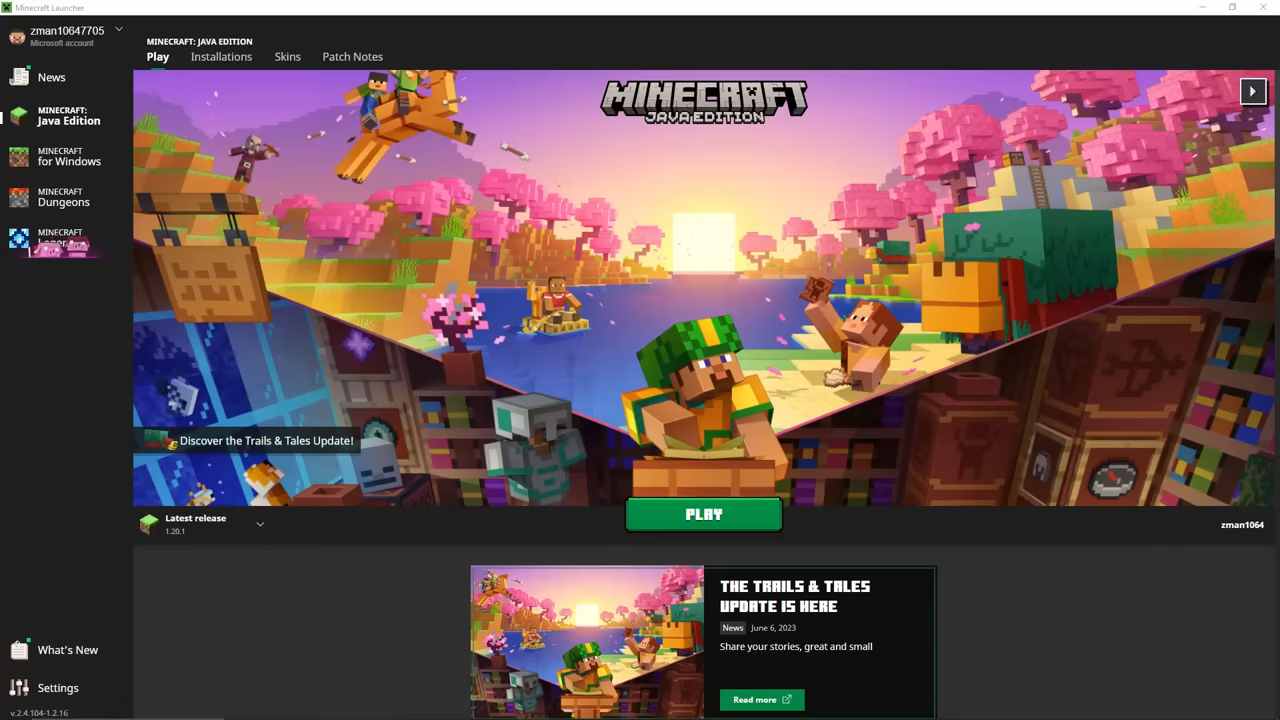 Minecraft Launcher
zman10647705
Microsoft account
News
MINECRAFT:
Java Edition
MINECRAFT
for Windows
MINECRAFT
Dungeons
MINECRAFT
What's New
Settings
v.2.4.104-1.2.16
MINECRAFT: JAVA EDITION
Play
Installations
Skins
Patch Notes
MINECRAFT
JAVA EDITION
Discover the Trails & Tales Update!
Latest release
1.20.1
PLAY
zman1064
THE TRAILS & TALES
UPDATE IS HERE
News
June 6, 2023
Share your stories, great and small
Read more